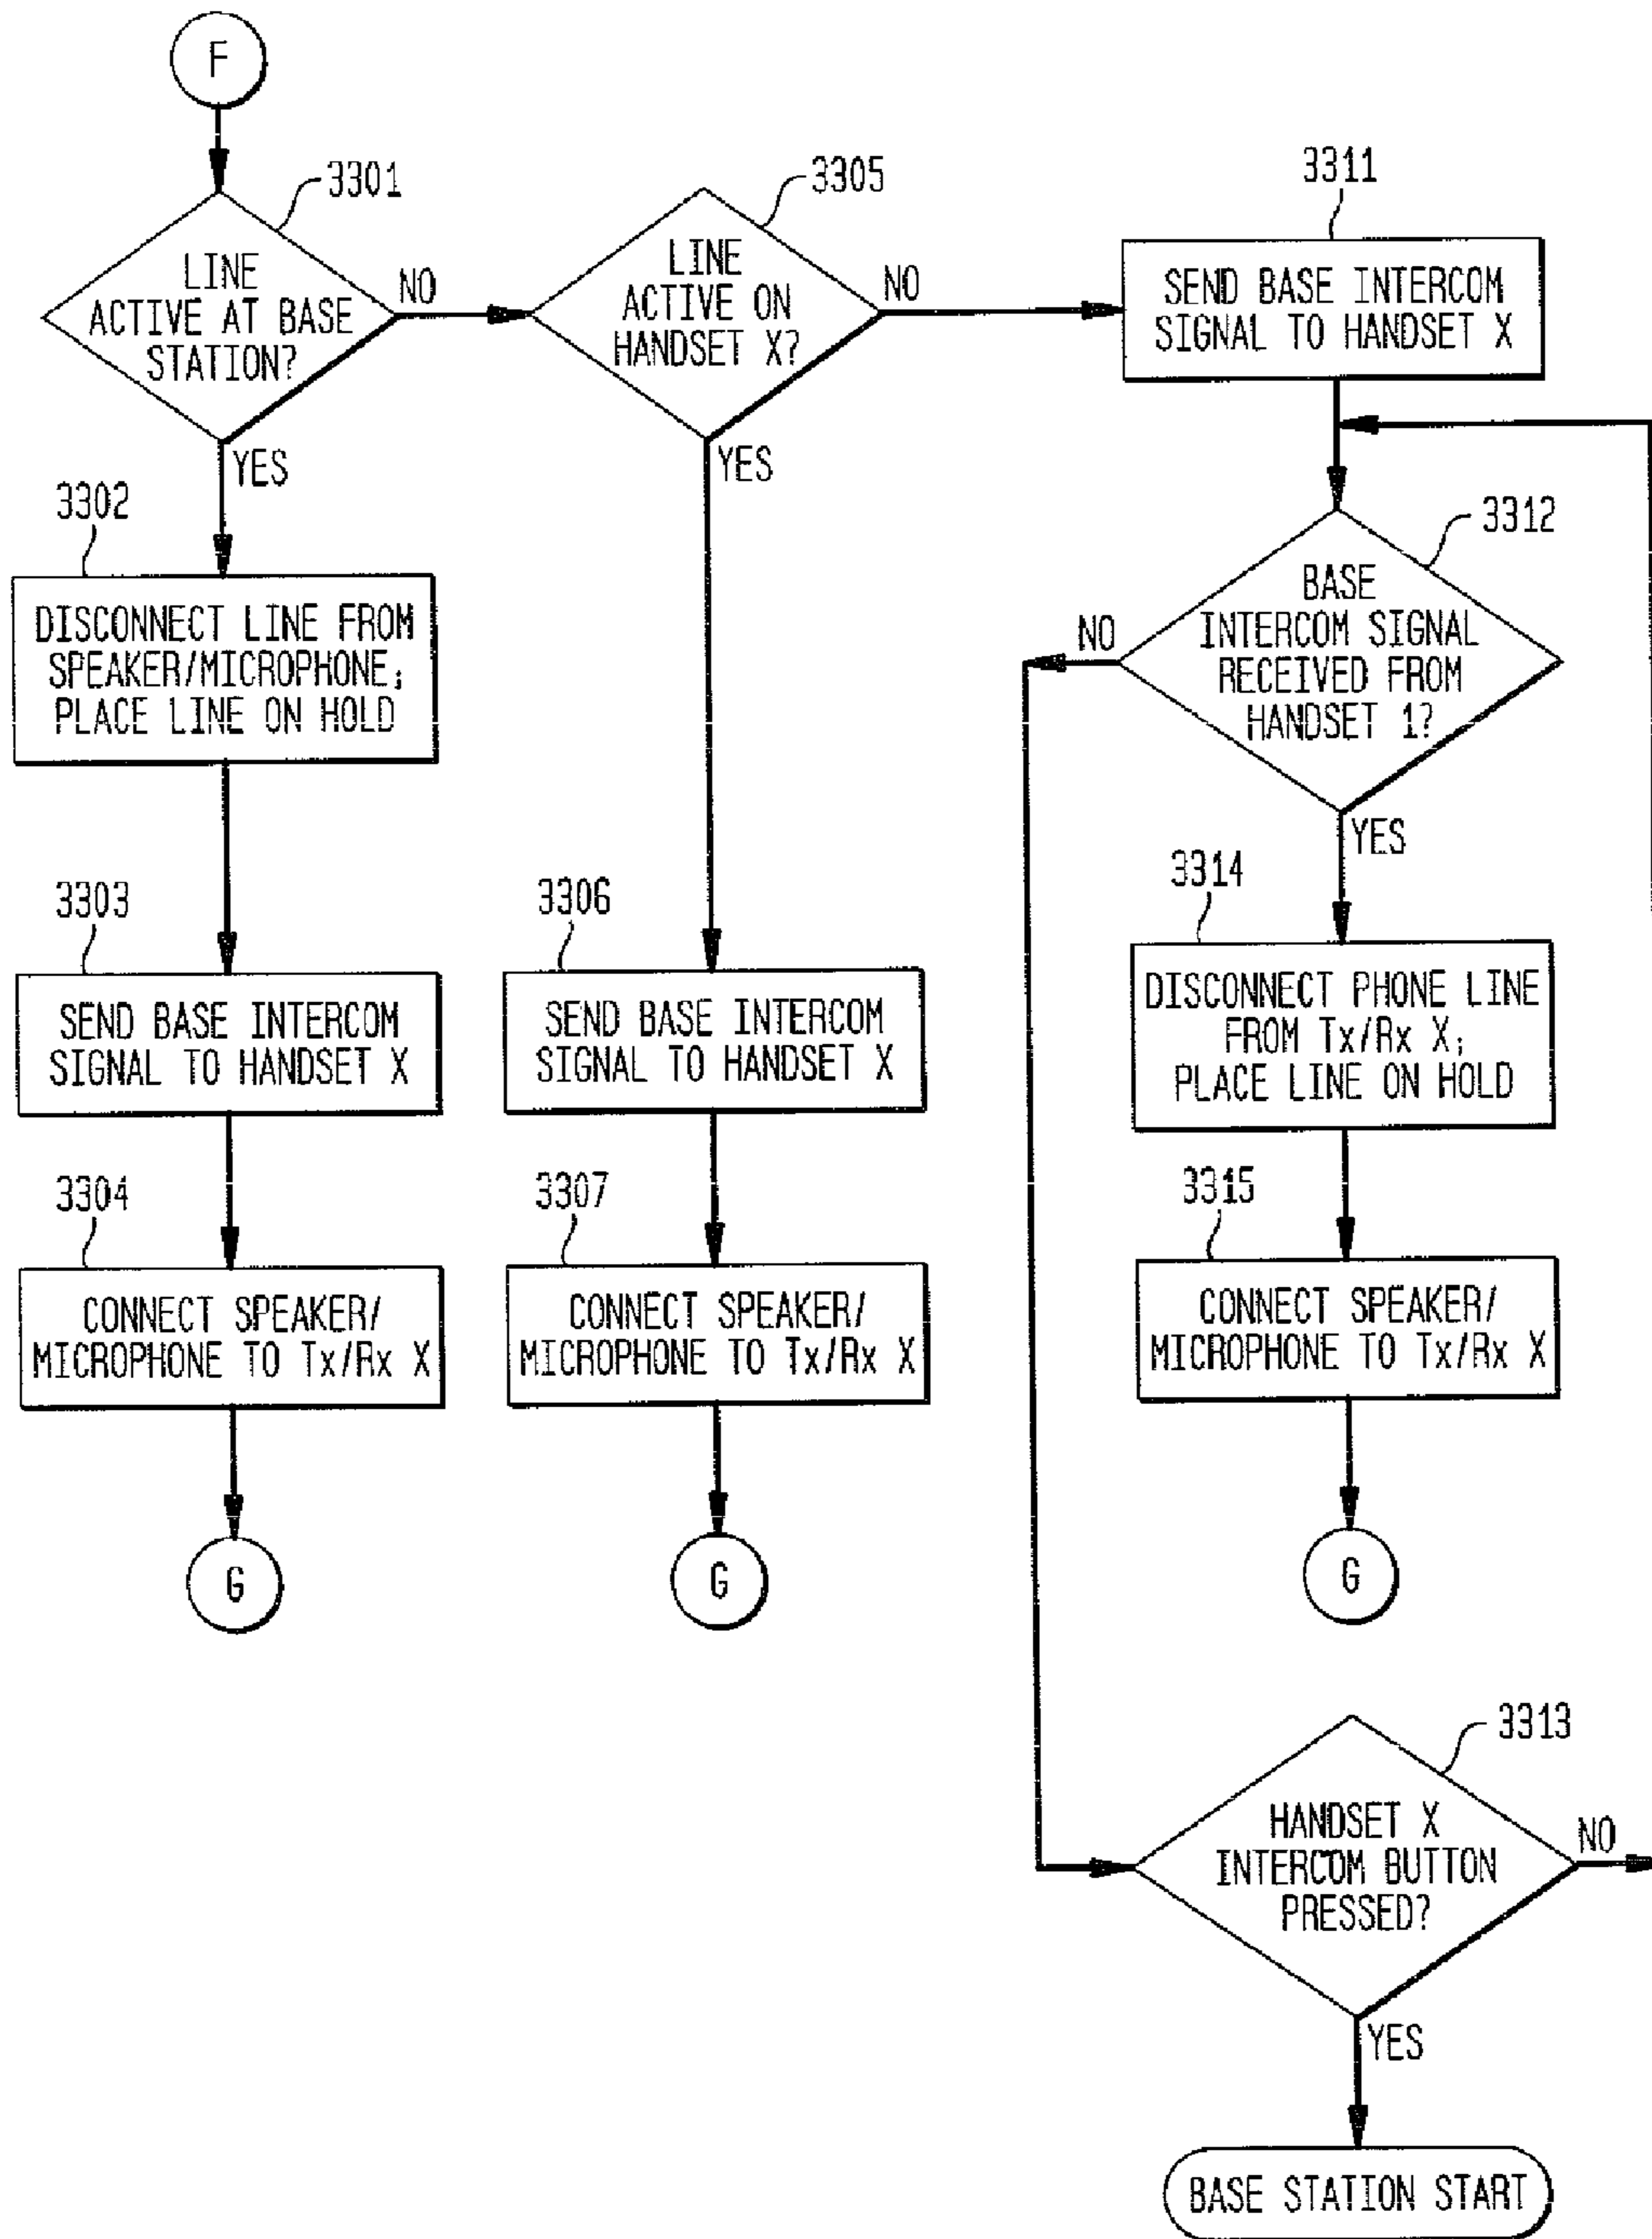 F
3301
LINE
ACTIVE AT BASE
STATION?
NO
YES
3302
DISCONNECT LINE FROM
SPEAKER/MICROPHONE;
PLACE LINE ON HOLD
3303
SEND BASE INTERCOM
SIGNAL TO HANDSET X
3304
CONNECT SPEAKER/
MICROPHONE TO Tx/Rx X
G
3305
LINE
ACTIVE ON
HANDSET X?
NO
YES
3306
SEND BASE INTERCOM
SIGNAL TO HANDSET X
3307
CONNECT SPEAKER/
MICROPHONE TO Tx/Rx X
G
3311
SEND BASE INTERCOM
SIGNAL TO HANDSET X
3312
BASE
INTERCOM SIGNAL
RECEIVED FROM
HANDSET 1?
NO
YES
3314
DISCONNECT PHONE LINE
FROM Tx/Rx X;
PLACE LINE ON HOLD
3315
CONNECT SPEAKER/
MICROPHONE TO Tx/Rx X
G
3313
HANDSET X
INTERCOM BUTTON
PRESSED?
NO
YES
BASE STATION START